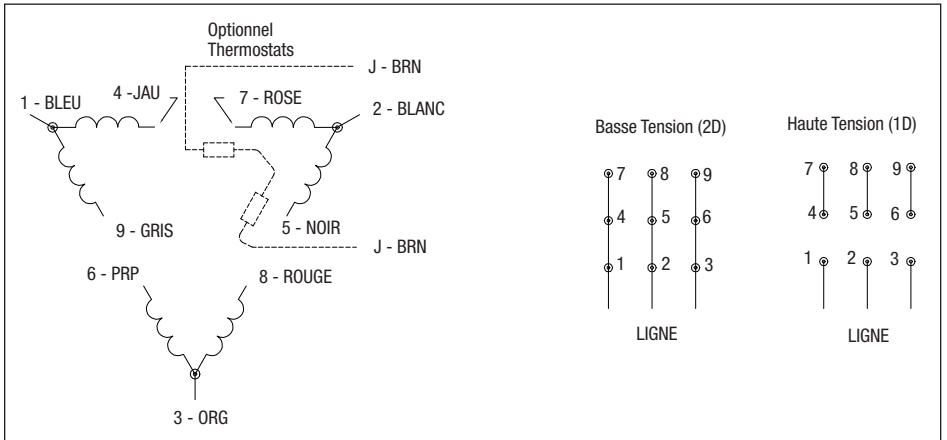 Optionnel
Thermostats
J - BRN
4 -JAU
7 - ROSE
1 - BLEU
2 - BLANC
9 - GRIS
5 - NOIR
J - BRN
6 - PRP
8 - ROUGE
3 - ORG
Basse Tension (2D)
7 8 9
4 5 6
1 2 3
LIGNE
Haute Tension (1D)
7 8 9
4 5 6
1 2 3
LIGNE